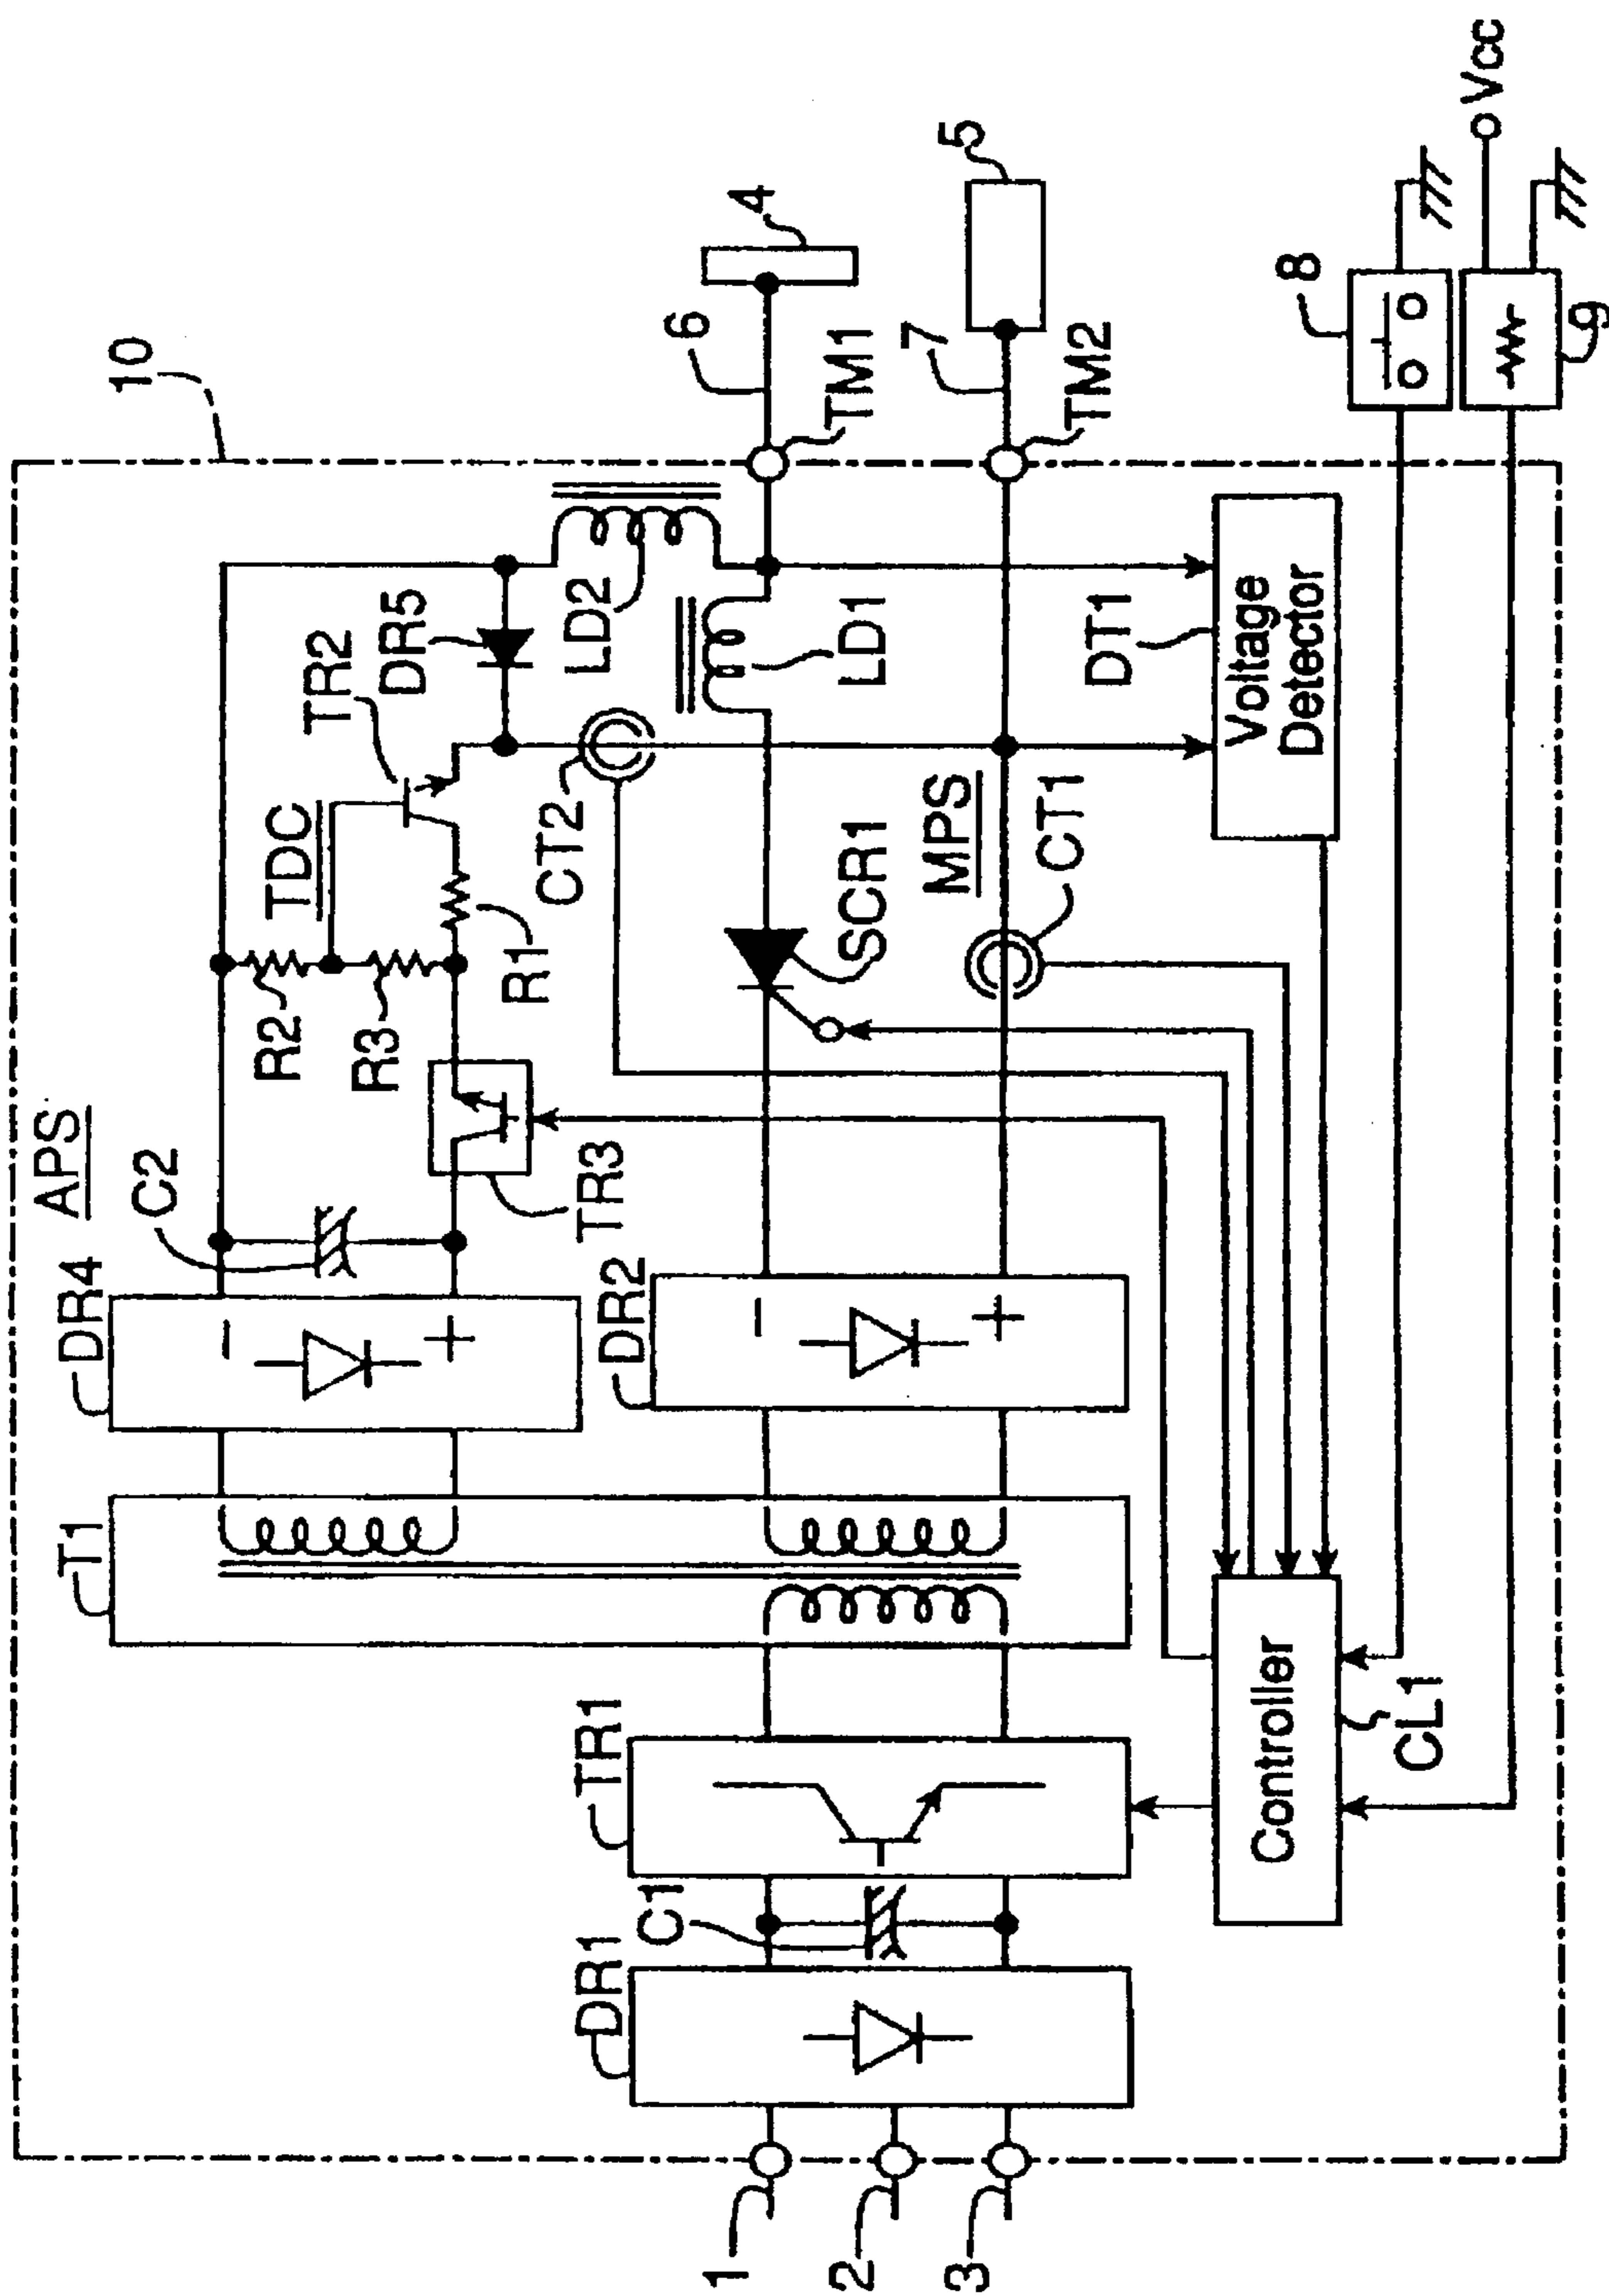 10
APS
DR4
C2
T1
TDC
TR2
DR5
R2
R3
R1
TR3
CT2
LD2
LD1
6
4
TM1
7
5
TM2
−
+
DR2
−
+
SCR1
MPS
CT1
DT1
Voltage
Detector
TR1
C1
DR1
1
2
3
Controller
CL1
8
9
Vcc